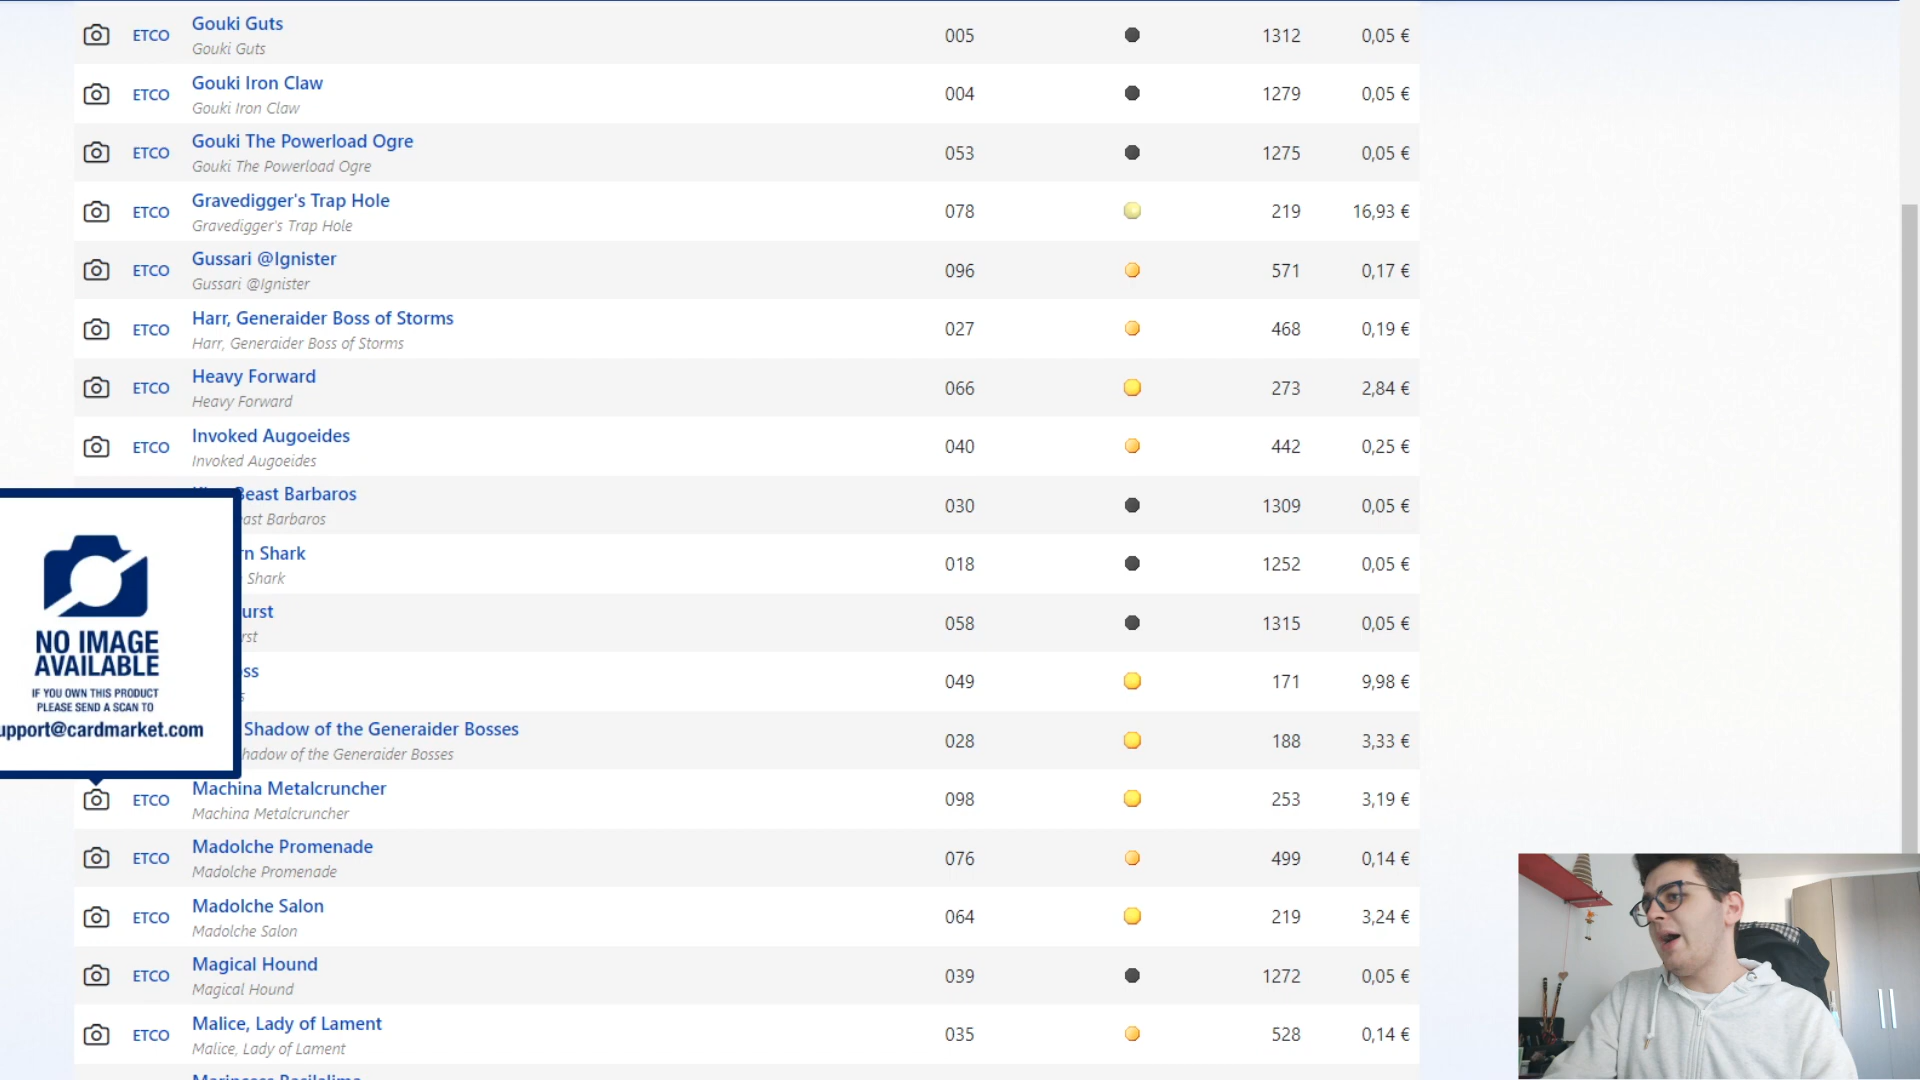 ETCO Gouki Guts 005 1312 0,05 €
Gouki Guts
ETCO Gouki Iron Claw 004 1279 0,05 €
Gouki Iron Claw
ETCO Gouki The Powerload Ogre 053 1275 0,05 €
Gouki The Powerload Ogre
ETCO Gravedigger's Trap Hole 078 219 16,93 €
Gravedigger's Trap Hole
ETCO Gussari @Ignister 096 571 0,17 €
Gussari @Ignister
ETCO Harr, Generaider Boss of Storms 027 468 0,19 €
Harr, Generaider Boss of Storms
ETCO Heavy Forward 066 273 2,84 €
Heavy Forward
ETCO Invoked Augoeides 040 442 0,25 €
Invoked Augoeides
Beast Barbaros 030 1309 0,05 €
Barbaros
Shark 018 1252 0,05 €
Shark
058 1315 0,05 €
049 171 9,98 €
Shadow of the Generaider Bosses 028 188 3,33 €
of the Generaider Bosses
NO IMAGE
AVAILABLE
IF YOU OWN THIS PRODUCT
PLEASE SEND A SCAN TO
upport@cardmarket.com
ETCO Machina Metalcruncher 098 253 3,19 €
Machina Metalcruncher
ETCO Madolche Promenade 076 499 0,14 €
Madolche Promenade
ETCO Madolche Salon 064 219 3,24 €
Madolche Salon
ETCO Magical Hound 039 1272 0,05 €
Magical Hound
ETCO Malice, Lady of Lament 035 528 0,14 €
Malice, Lady of Lament